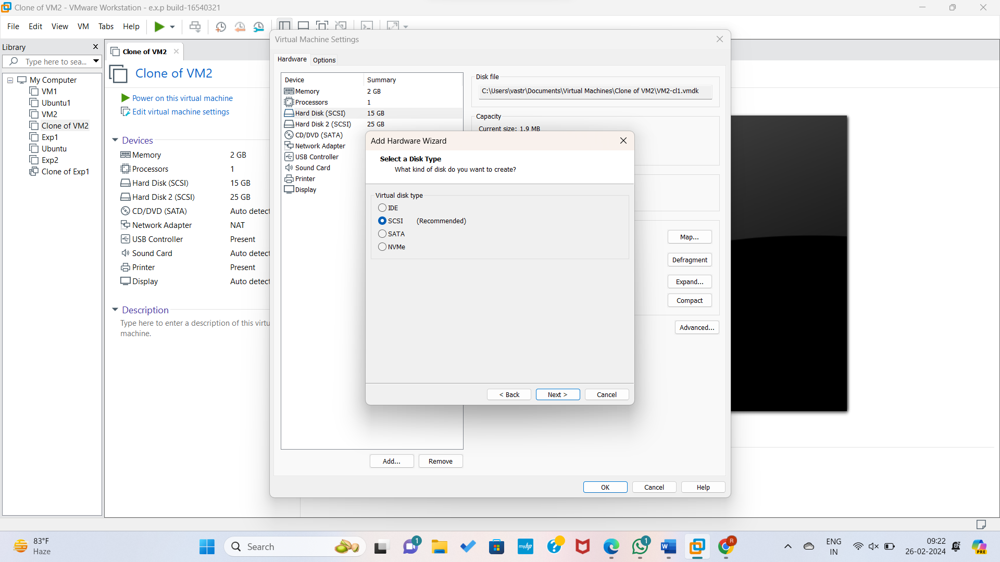 Clone of VM2 - VMware Workstation - e.x.p build-16540321
File Edit View VM Tabs Help
Library
Type here to sea...
My Computer
VM1
Ubuntu1
VM2
Clone of VM2
Exp1
Ubuntu
Exp2
Clone of Exp1
Clone of VM2
Clone of VM2
Power on this virtual machine
Edit virtual machine settings
Devices
Memory 2 GB
Processors 1
Hard Disk (SCSI) 15 GB
Hard Disk 2 (SCSI) 25 GB
CD/DVD (SATA) Auto detect
Network Adapter NAT
USB Controller Present
Sound Card Auto detect
Printer Present
Display Auto detect
Description
Type here to enter a description of this virtu
machine.
Virtual Machine Settings
Hardware Options
Device Summary
Memory 2 GB
Processors 1
Hard Disk (SCSI) 15 GB
Hard Disk 2 (SCSI) 25 GB
CD/DVD (SATA)
Network Adapter
USB Controller
Sound Card
Printer
Display
Add... Remove
Disk file
C:\Users\vastr\Documents\Virtual Machines\Clone of VM2\VM2-cl1.vmdk
Capacity
Current size: 1.9 MB
Map...
Defragment
Expand...
Compact
Advanced...
OK Cancel Help
Add Hardware Wizard
Select a Disk Type
What kind of disk do you want to create?
Virtual disk type
IDE
SCSI (Recommended)
SATA
NVMe
< Back Next > Cancel
83°F
Haze
Search
1
myhp
?
1
W
R
ENG
IN
09:22
26-02-2024
PRE